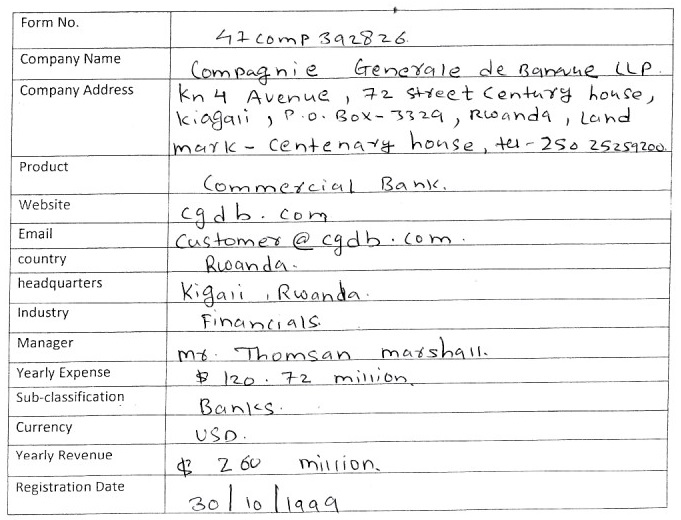 Form No. 47comp392826.
Company Name Compagnie Generale de Banque LLP.
Company Address Kn 4 Avenue, 72 street Century house,
kiagali, P.O. Box-3329, Rwanda, Land
mark - Centenary house, tel-250 25259200.
Product Commercial Bank.
Website cgdb.com
Email Customer@cgdb.com.
country Rwanda.
headquarters Kigali, Rwanda.
Industry Financials.
Manager Mr. Thomsan marshall.
Yearly Expense $ 120.72 million.
Sub-classification Banks.
Currency USD.
Yearly Revenue $ 260 million.
Registration Date 30/10/1999